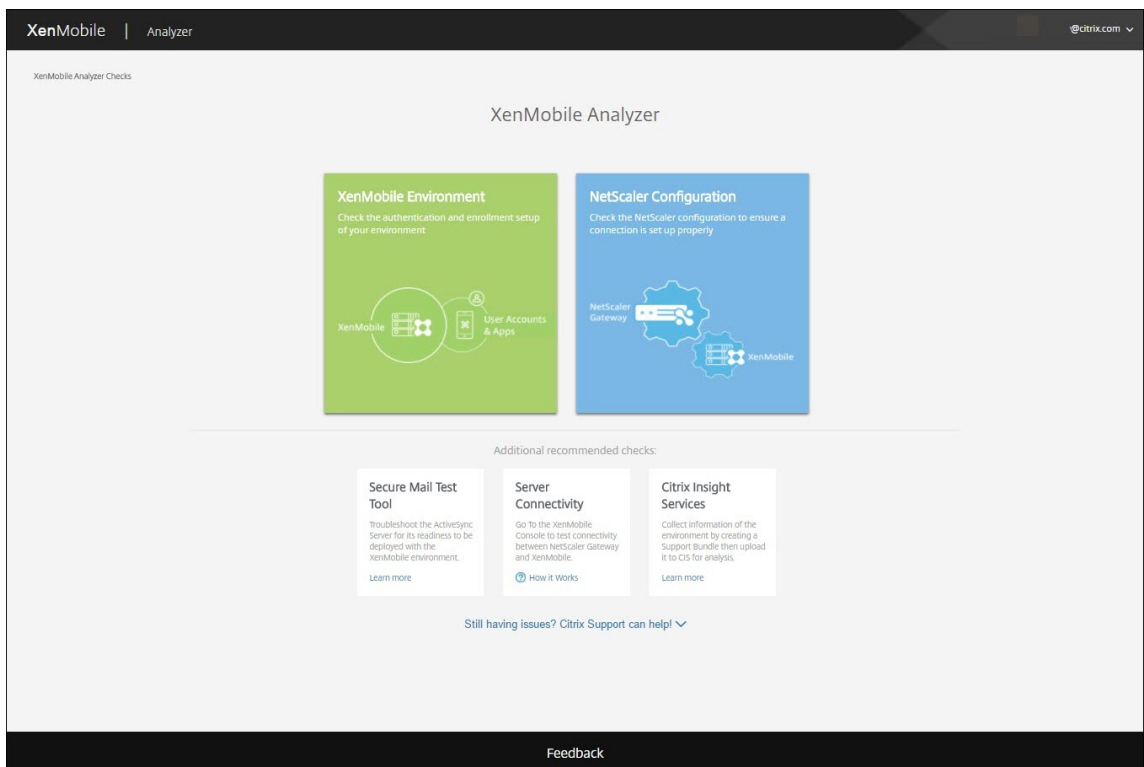 XenMobile | Analyzer
@citrix.com
XenMobile Analyzer Checks
XenMobile Analyzer
XenMobile Environment
Check the authentication and enrollment setup
of your environment
XenMobile
User Accounts
& Apps
NetScaler Configuration
Check the NetScaler configuration to ensure a
connection is set up properly
NetScaler
Gateway
XenMobile
Additional recommended checks:
Secure Mail Test
Tool
Troubleshoot the ActiveSync
Server for its readiness to be
deployed with the
XenMobile environment.
Learn more
Server
Connectivity
Go To the XenMobile
Console to test connectivity
between NetScaler Gateway
and XenMobile.
How it Works
Citrix Insight
Services
Collect information of the
environment by creating a
Support Bundle then upload
it to CIS for analysis.
Learn more
Still having issues? Citrix Support can help!
Feedback